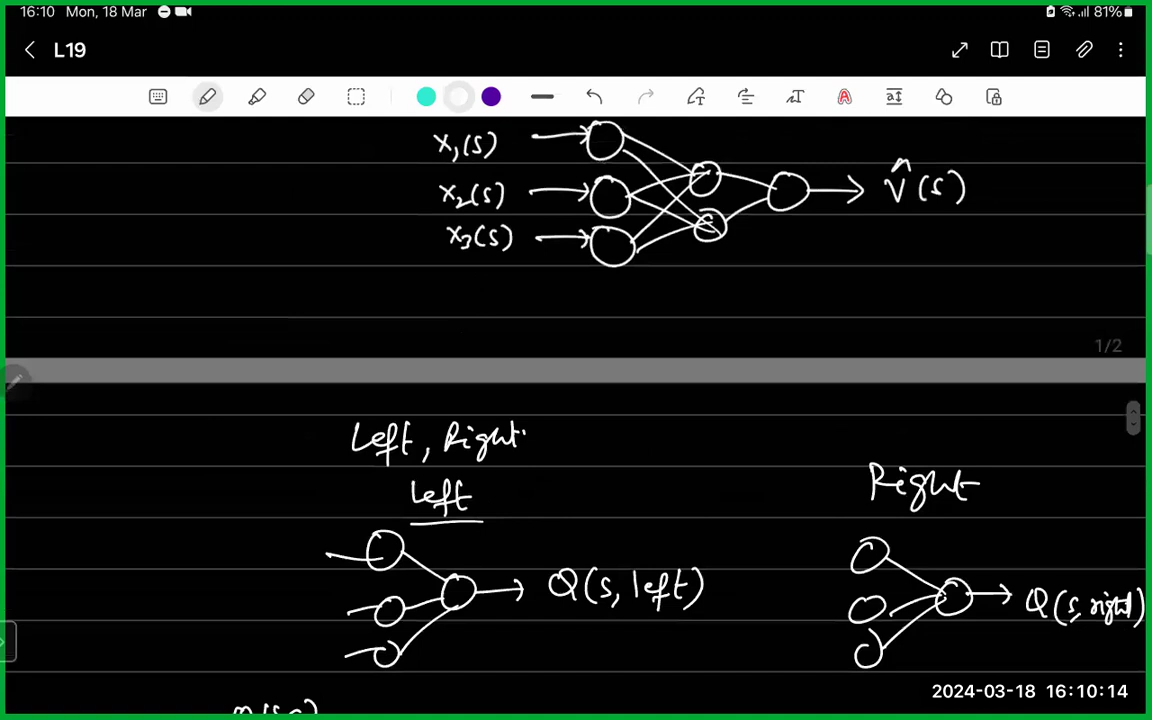 16:10 Mon, 18 Mar 81%
L19
x₁(s)
x₂(s)
x₃(s)
V̂(s)
1/2
Left, Right
Left
Right
Q(s, left)
Q(s, right)
2024-03-18 16:10:14